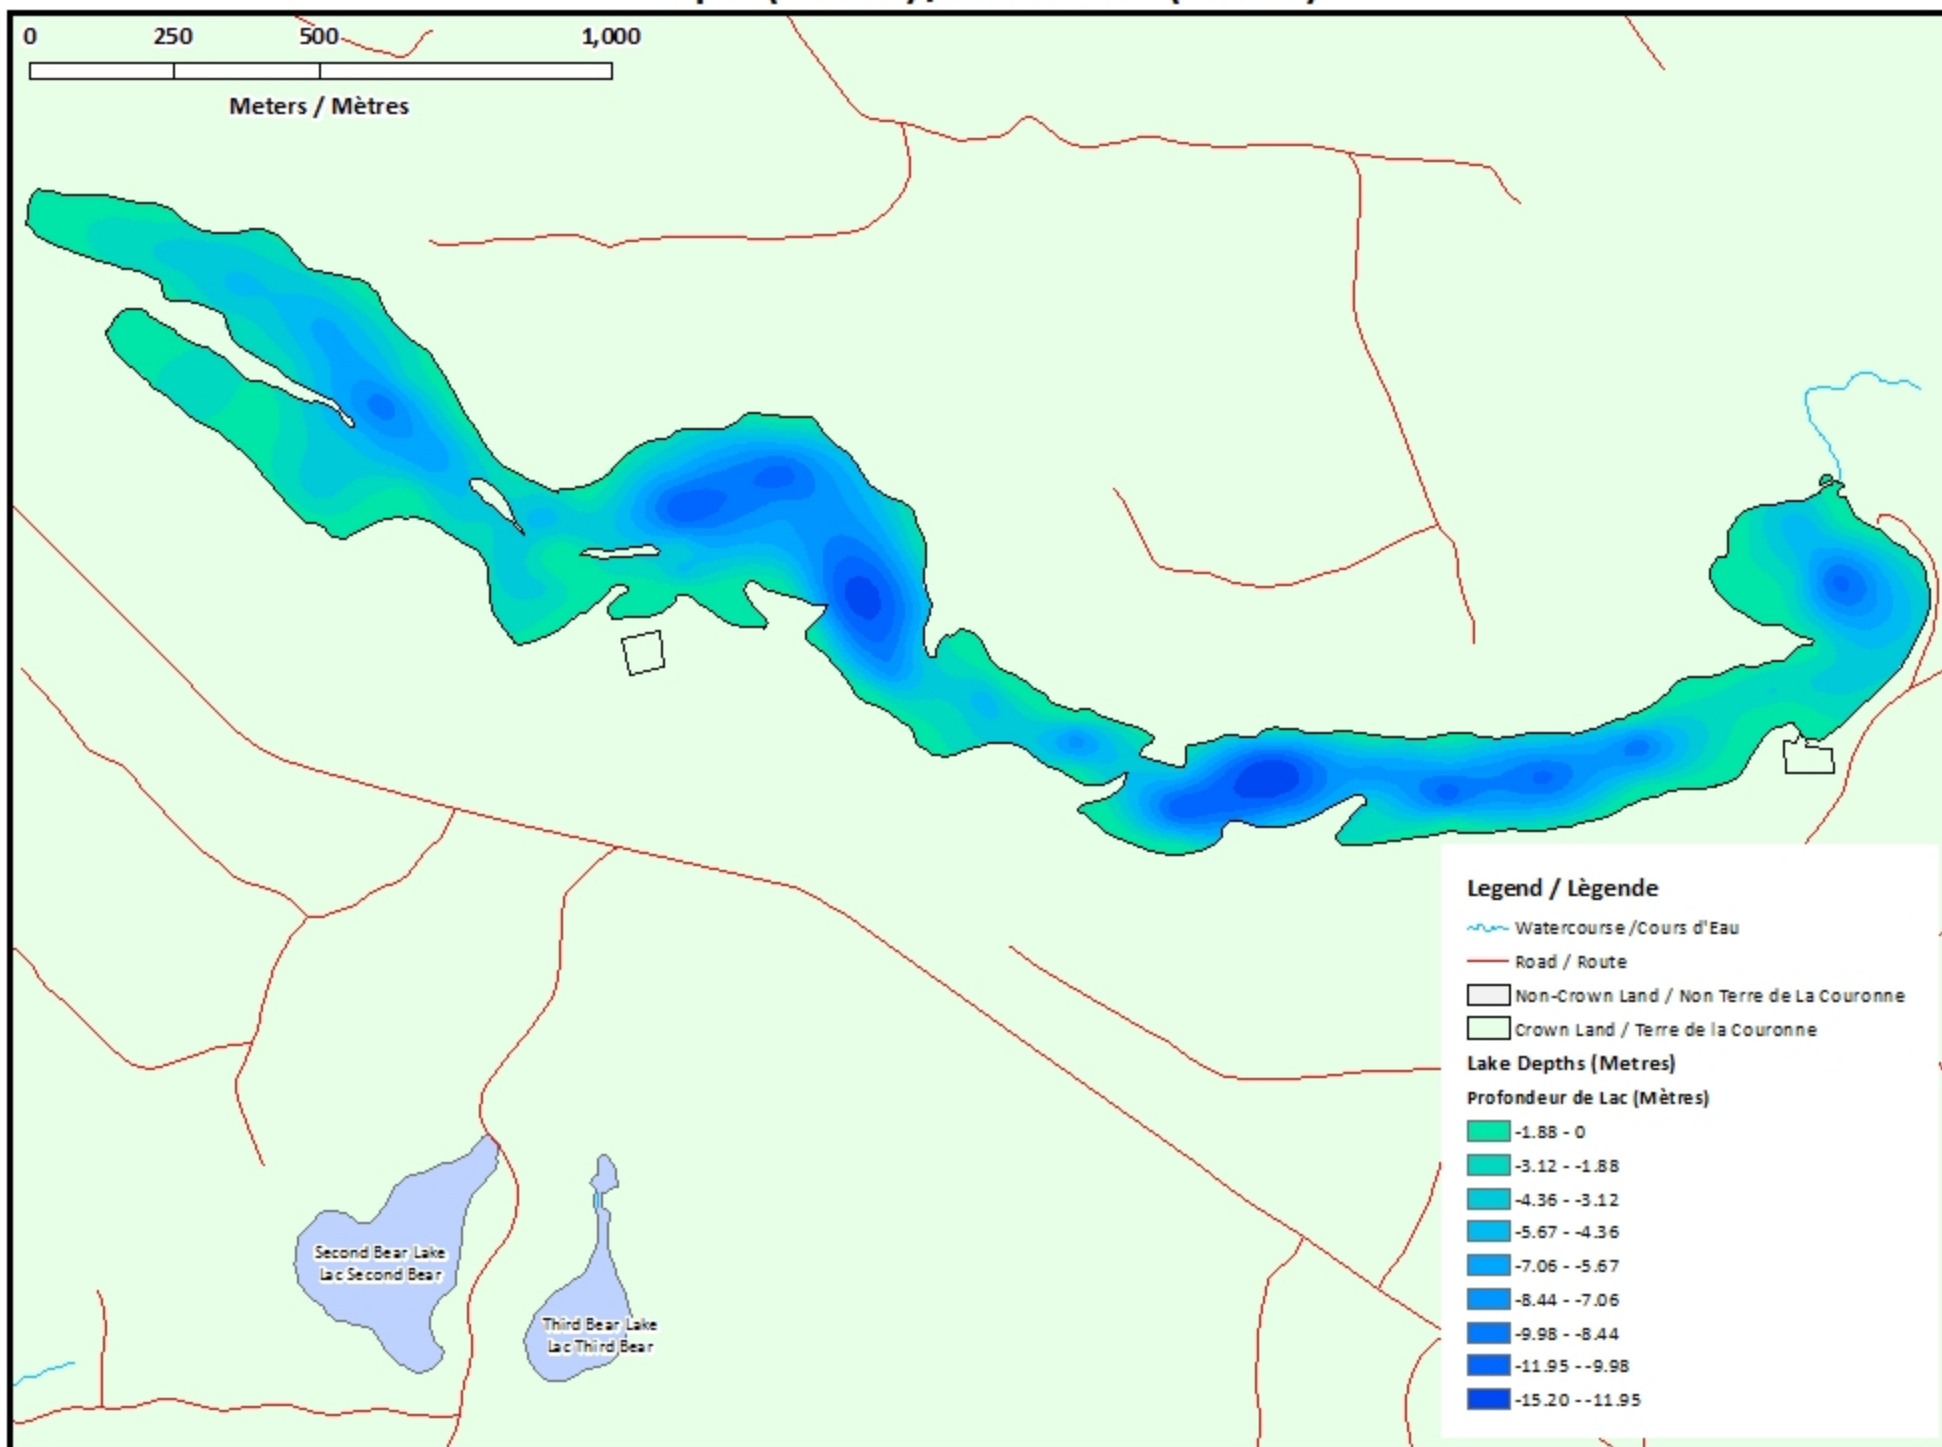 0 250 500 1,000
Meters / Mètres
Second Bear Lake
Lac Second Bear
Third Bear Lake
Lac Third Bear
Legend / Lègende
Watercourse /Cours d'Eau
Road / Route
Non-Crown Land / Non Terre de La Couronne
Crown Land / Terre de la Couronne
Lake Depths (Metres)
Profondeur de Lac (Mètres)
-1.88 - 0
-3.12 - -1.88
-4.36 - -3.12
-5.67 - -4.36
-7.06 - -5.67
-8.44 - -7.06
-9.98 - -8.44
-11.95 - -9.98
-15.20 - -11.95